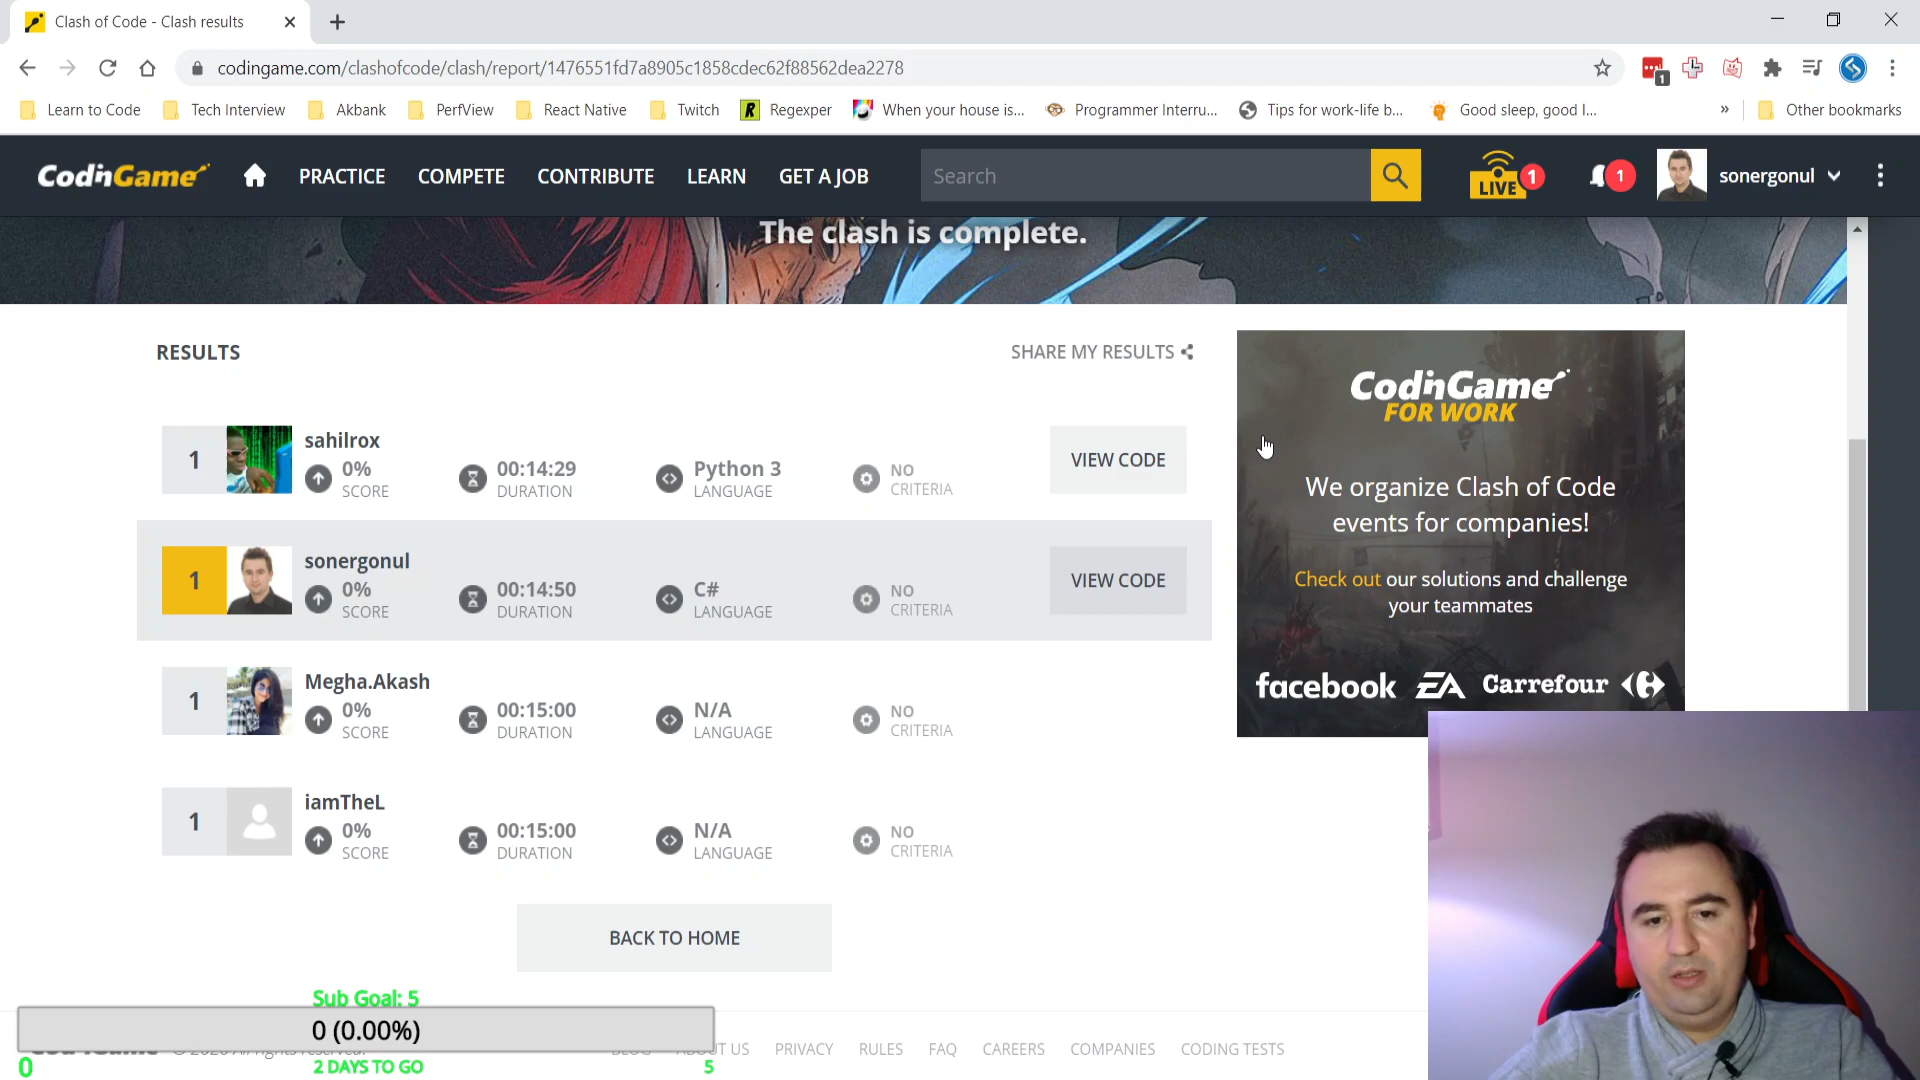 Clash of Code - Clash results
codingame.com/clashofcode/clash/report/1476551fd7a8905c1858cdec62f88562dea2278
1
Learn to Code Tech Interview Akbank PerfView React Native Twitch R Regexper When your house is... Programmer Interru... Tips for work-life b... Good sleep, good l... » Other bookmarks
CodinGame PRACTICE COMPETE CONTRIBUTE LEARN GET A JOB Search LIVE 1 1 sonergonul
The clash is complete.
RESULTS
SHARE MY RESULTS
1 sahilrox
0% 00:14:29 Python 3 NO
SCORE DURATION LANGUAGE CRITERIA
VIEW CODE
1 sonergonul
0% 00:14:50 C# NO
SCORE DURATION LANGUAGE CRITERIA
VIEW CODE
1 Megha.Akash
0% 00:15:00 N/A NO
SCORE DURATION LANGUAGE CRITERIA
1 iamTheL
0% 00:15:00 N/A NO
SCORE DURATION LANGUAGE CRITERIA
BACK TO HOME
CodinGame
FOR WORK
We organize Clash of Code
events for companies!
Check out our solutions and challenge
your teammates
facebook EA Carrefour
Sub Goal: 5
0 (0.00%)
0 2 DAYS TO GO 5
PRIVACY RULES FAQ CAREERS COMPANIES CODING TESTS